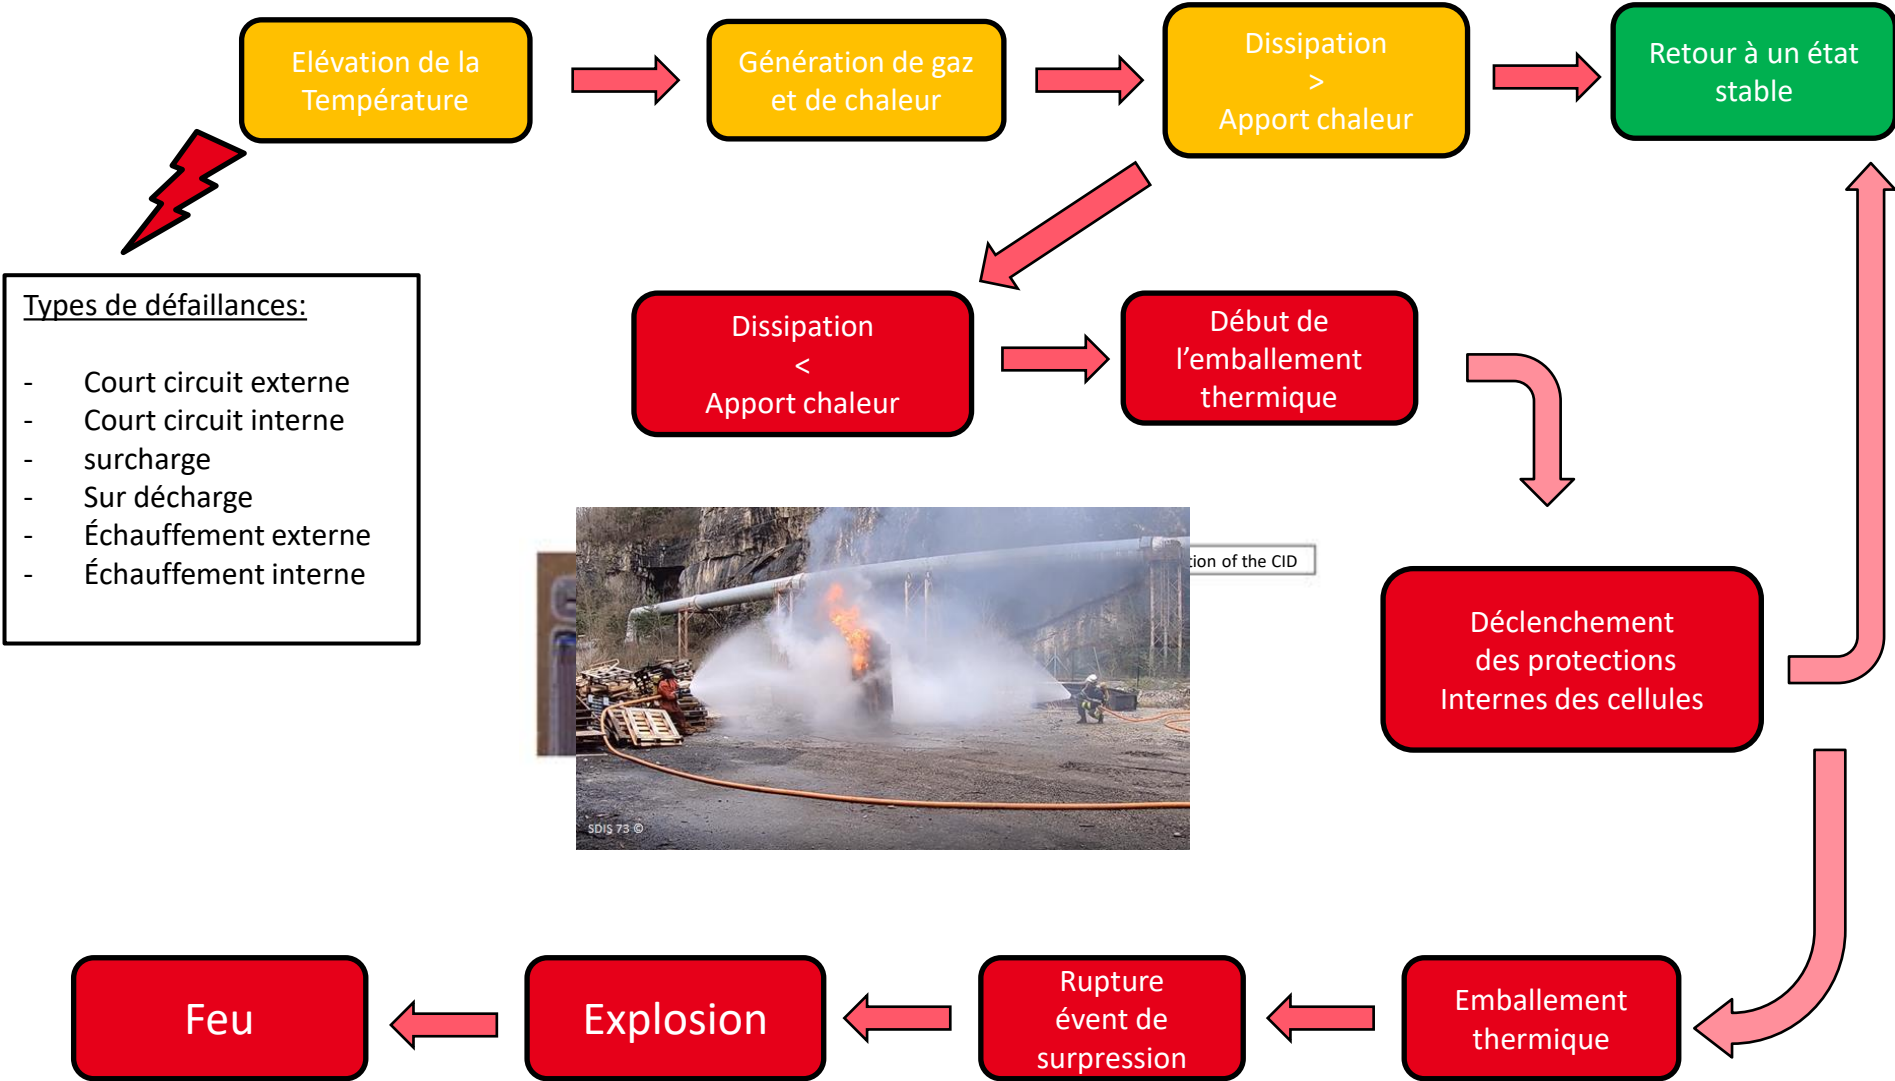 Elévation de la
Température
Génération de gaz
et de chaleur
Dissipation
>
Apport chaleur
Retour à un état
stable
Types de défaillances:
- Court circuit externe
- Court circuit interne
- surcharge
- Sur décharge
- Échauffement externe
- Échauffement interne
Dissipation
<
Apport chaleur
Début de
l'emballement
thermique
of the CID
Déclenchement
des protections
Internes des cellules
SDIS 73 ©
Feu
Explosion
Rupture
évent de
surpression
Emballement
thermique